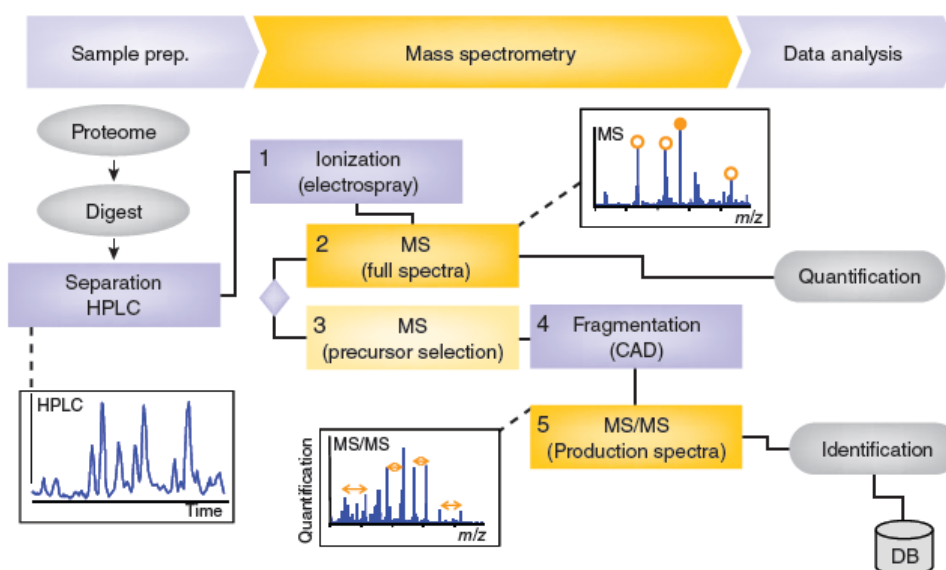 Sample prep.
Mass spectrometry
Data analysis
Proteome
Digest
Separation
HPLC
1
Ionization
(electrospray)
MS
m/z
2
MS
(full spectra)
Quantification
3
MS
(precursor selection)
4
Fragmentation
(CAD)
HPLC
Time
MS/MS
Quantification
m/z
5
MS/MS
(Production spectra)
Identification
DB